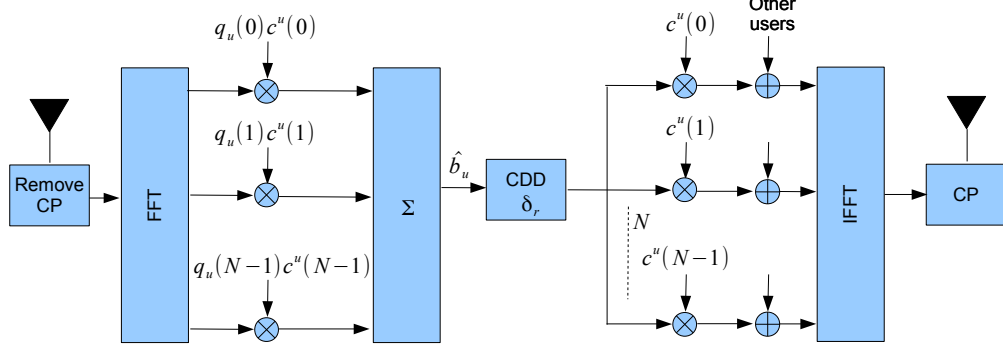 Remove
CP
FFT
q_u(0)c^u(0)
q_u(1)c^u(1)
q_u(N−1)c^u(N−1)
Σ
b̂_u
CDD
δ_r
N
c^u(0)
c^u(1)
c^u(N−1)
Other
users
IFFT
CP